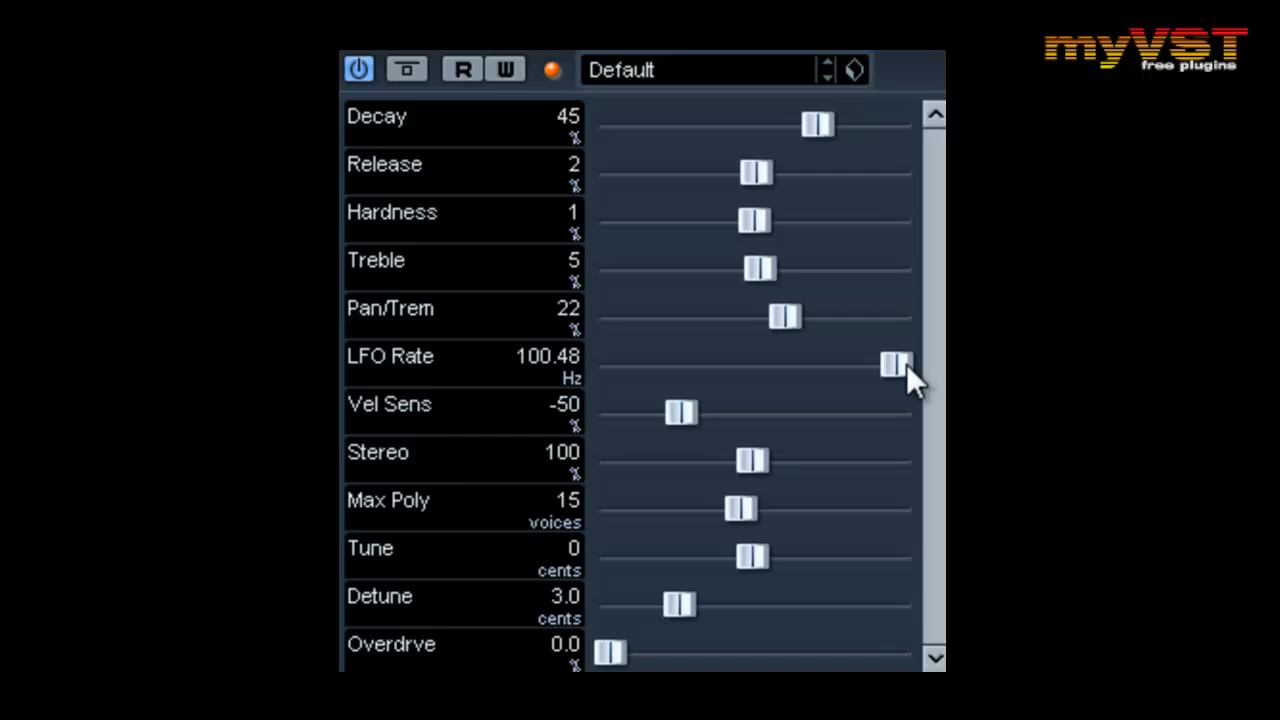 myVST
free plugins
R W Default
Decay 45
%
Release 2
%
Hardness 1
%
Treble 5
%
Pan/Trem 22
%
LFO Rate 100.48
Hz
Vel Sens -50
%
Stereo 100
%
Max Poly 15
voices
Tune 0
cents
Detune 3.0
cents
Overdrve 0.0
%